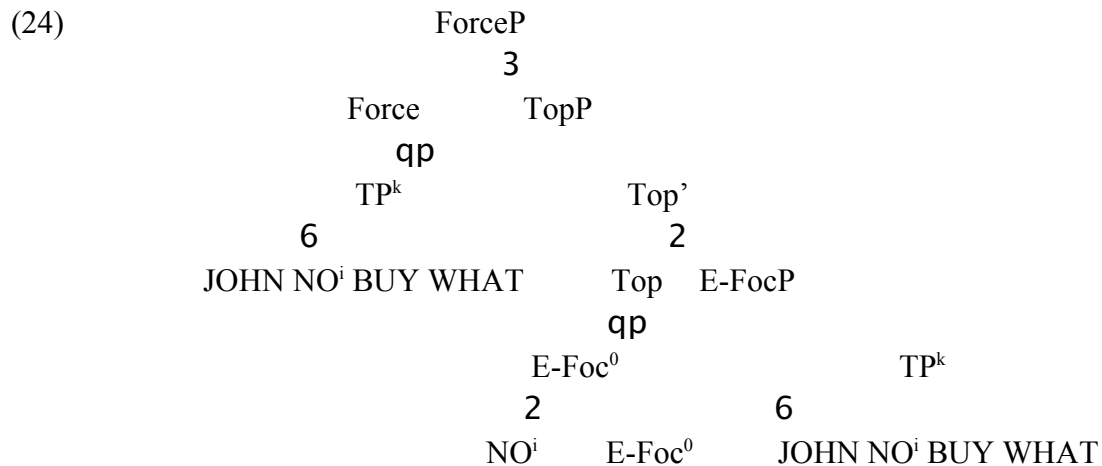 (24) ForceP
3
Force TopP
qp
TPᵏ Top’
6 2
JOHN NOⁱ BUY WHAT Top E-FocP
qp
E-Foc⁰ TPᵏ
2 6
NOⁱ E-Foc⁰ JOHN NOⁱ BUY WHAT